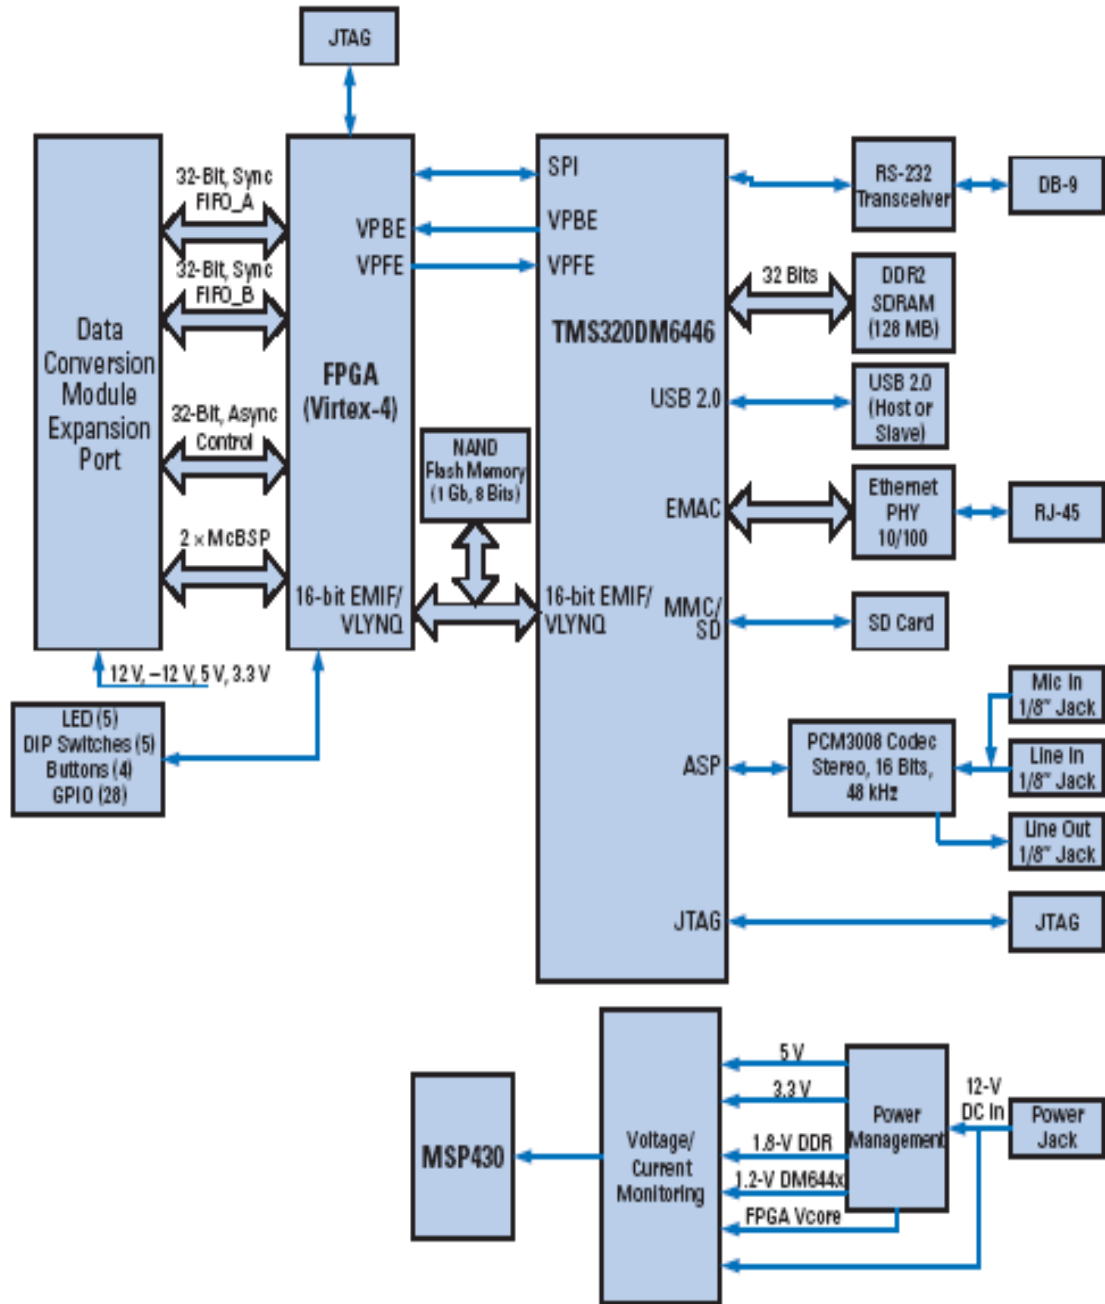 JTAG
32-Bit, Sync
FIFO_A
32-Bit, Sync
FIFO_B
32-Bit, Async
Control
2 × McBSP
Data
Conversion
Module
Expansion
Port
12 V, –12 V, 5 V, 3.3 V
LED (5)
DIP Switches (5)
Buttons (4)
GPIO (28)
VPBE
VPFE
FPGA
(Virtex-4)
16-bit EMIF/
VLYNQ
NAND
Flash Memory
(1 Gb, 8 Bits)
SPI
VPBE
VPFE
TMS320DM6446
USB 2.0
EMAC
16-bit EMIF/
VLYNQ
MMC/
SD
ASP
JTAG
RS-232
Transceiver
DB-9
32 Bits
DDR2
SDRAM
(128 MB)
USB 2.0
(Host or
Slave)
Ethernet
PHY
10/100
RJ-45
SD Card
PCM3008 Codec
Stereo, 16 Bits,
48 kHz
Mic In
1/8" Jack
Line In
1/8" Jack
Line Out
1/8" Jack
JTAG
MSP430
Voltage/
Current
Monitoring
5 V
3.3 V
1.8-V DDR
1.2-V DM644x
FPGA Vcore
Power
Management
12-V
DC In
Power
Jack